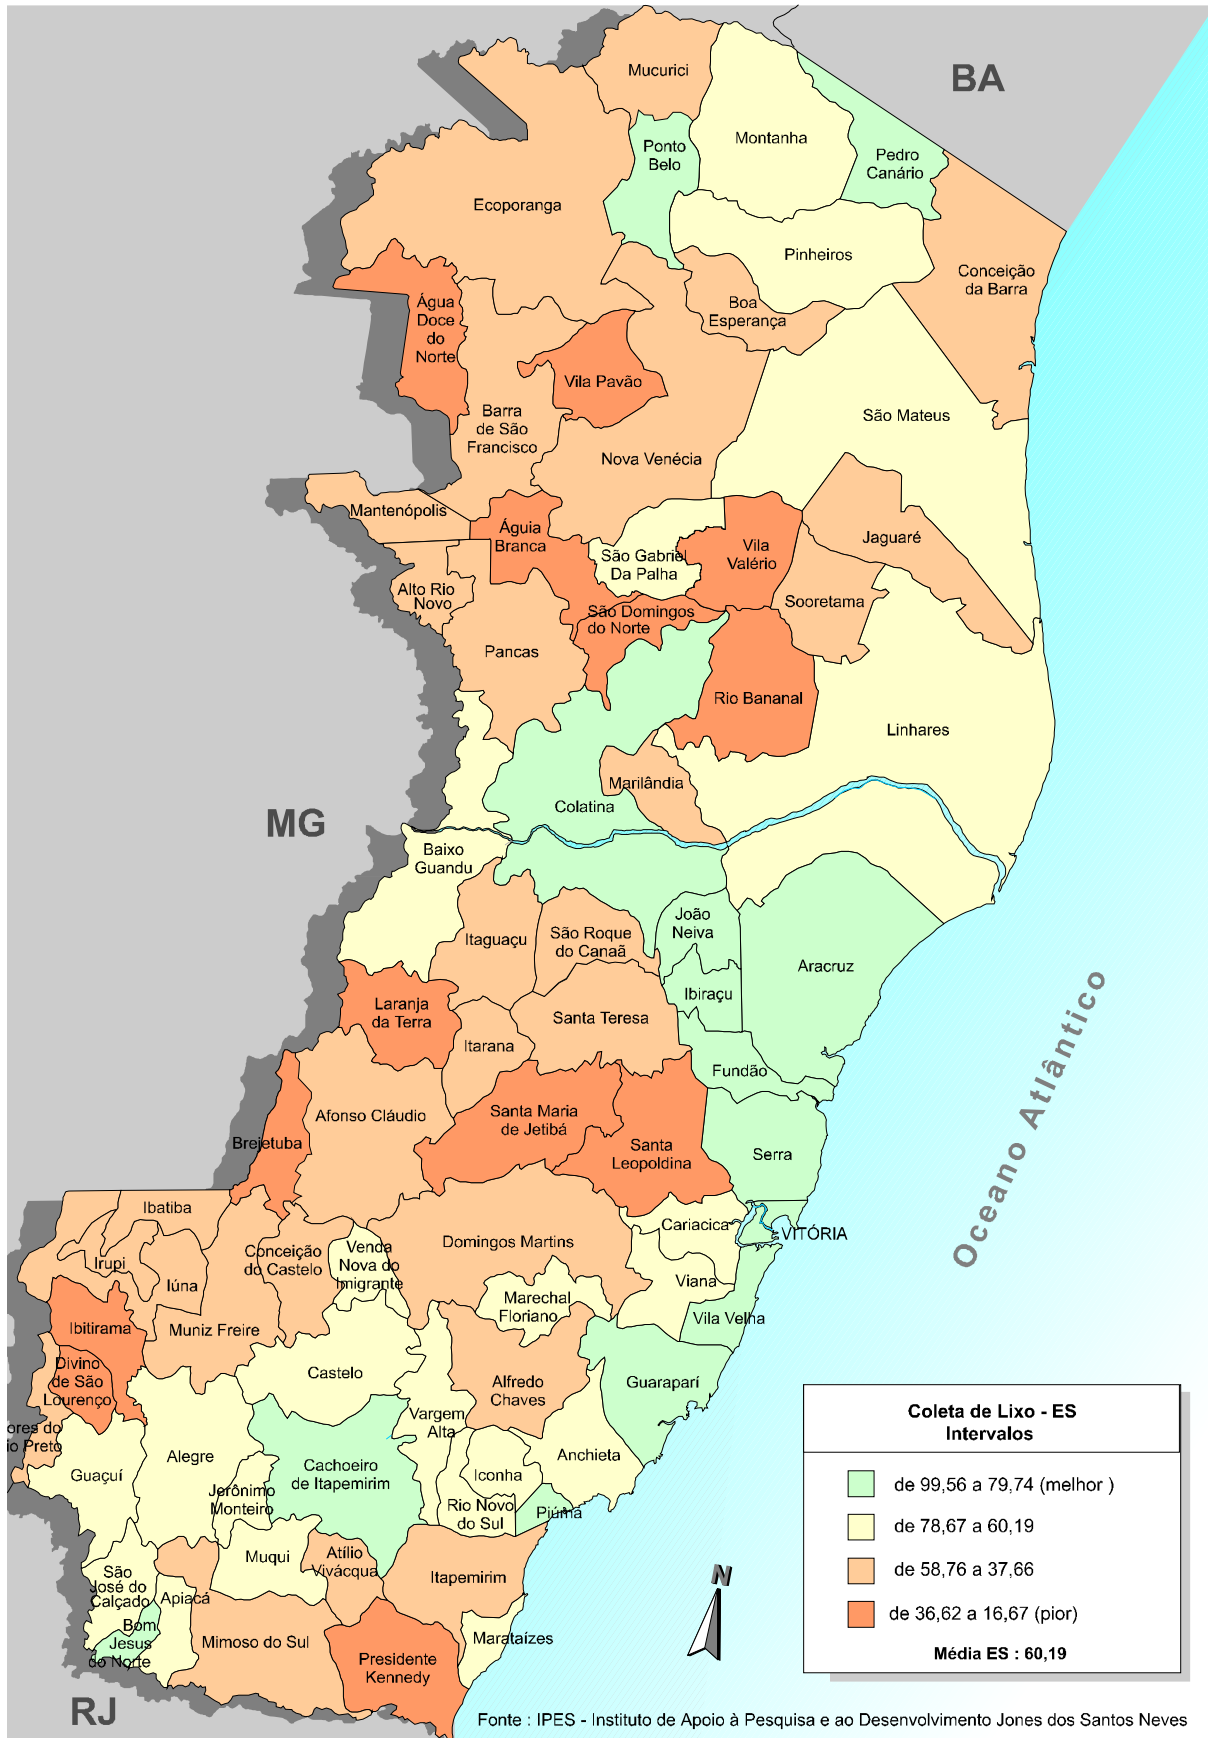 BA
Mucurici
Montanha
Ponto
Belo
Pedro
Canário
Ecoporanga
Pinheiros
Conceição
da Barra
Água
Doce
do
Norte
Boa
Esperança
Vila Pavão
Barra
de São
Francisco
São Mateus
Nova Venécia
Mantenópolis
Águia
Branca
Jaguaré
Vila
Valério
São Gabriel
Da Palha
Alto Rio
Novo
Sooretama
São Domingos
do Norte
Pancas
Rio Bananal
Linhares
Marilândia
Colatina
MG
Baixo
Guandu
João
Neiva
Itaguaçu
São Roque
do Canaã
Aracruz
Ibiraçu
Laranja
da Terra
Santa Teresa
Itarana
Fundão
Oceano Atlântico
Afonso Cláudio
Santa Maria
de Jetibá
Brejetuba
Santa
Leopoldina
Serra
Ibatiba
Cariacica
VITÓRIA
Domingos Martins
Conceição
do Castelo
Venda
Nova do
Imigrante
Irupi
Iúna
Viana
Marechal
Floriano
Vila Velha
Ibitirama
Muniz Freire
Divino
de São
Lourenço
Castelo
Alfredo
Chaves
Guaraparí
Vargem
Alta
ores do
io Preto
Alegre
Anchieta
Guaçuí
Cachoeiro
de Itapemirim
Iconha
Jerônimo
Monteiro
Rio Novo
do Sul
Piúma
Muqui
Atílio
Vivácqua
Itapemirim
São
José do
Calçado
Apiacá
Bom
Jesus
do Norte
Mimoso do Sul
Marataízes
Presidente
Kennedy
RJ
N
Coleta de Lixo - ES
Intervalos
de 99,56 a 79,74 (melhor )
de 78,67 a 60,19
de 58,76 a 37,66
de 36,62 a 16,67 (pior)
Média ES : 60,19
Fonte : IPES - Instituto de Apoio à Pesquisa e ao Desenvolvimento Jones dos Santos Neves